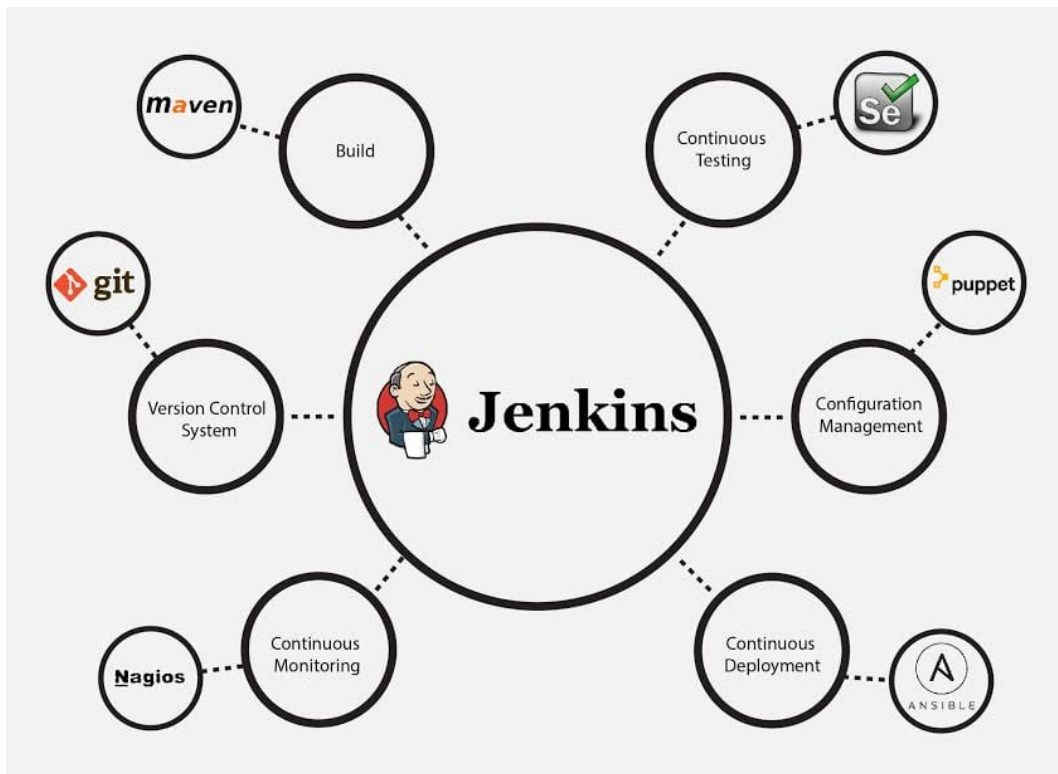 maven
Build
Continuous
Testing
Se
git
Version Control
System
Jenkins
puppet
Configuration
Management
Nagios
Continuous
Monitoring
Continuous
Deployment
A
ANSIBLE